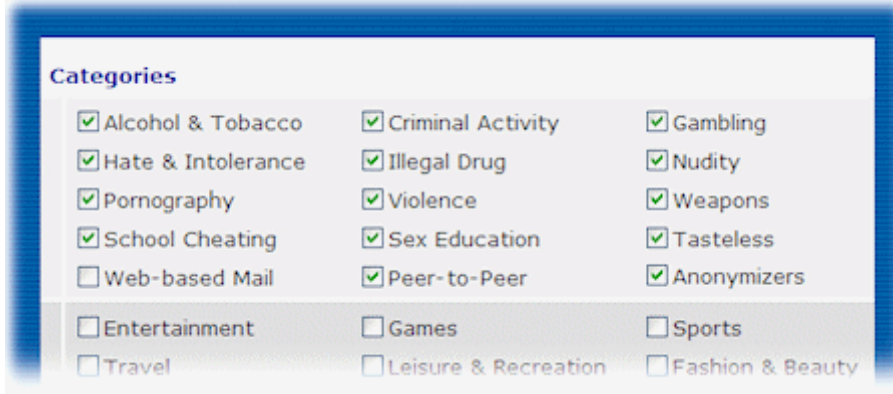 Categories
Alcohol & Tobacco Criminal Activity Gambling
Hate & Intolerance Illegal Drug Nudity
Pornography Violence Weapons
School Cheating Sex Education Tasteless
Web-based Mail Peer-to-Peer Anonymizers
Entertainment Games Sports
Travel Leisure & Recreation Fashion & Beauty